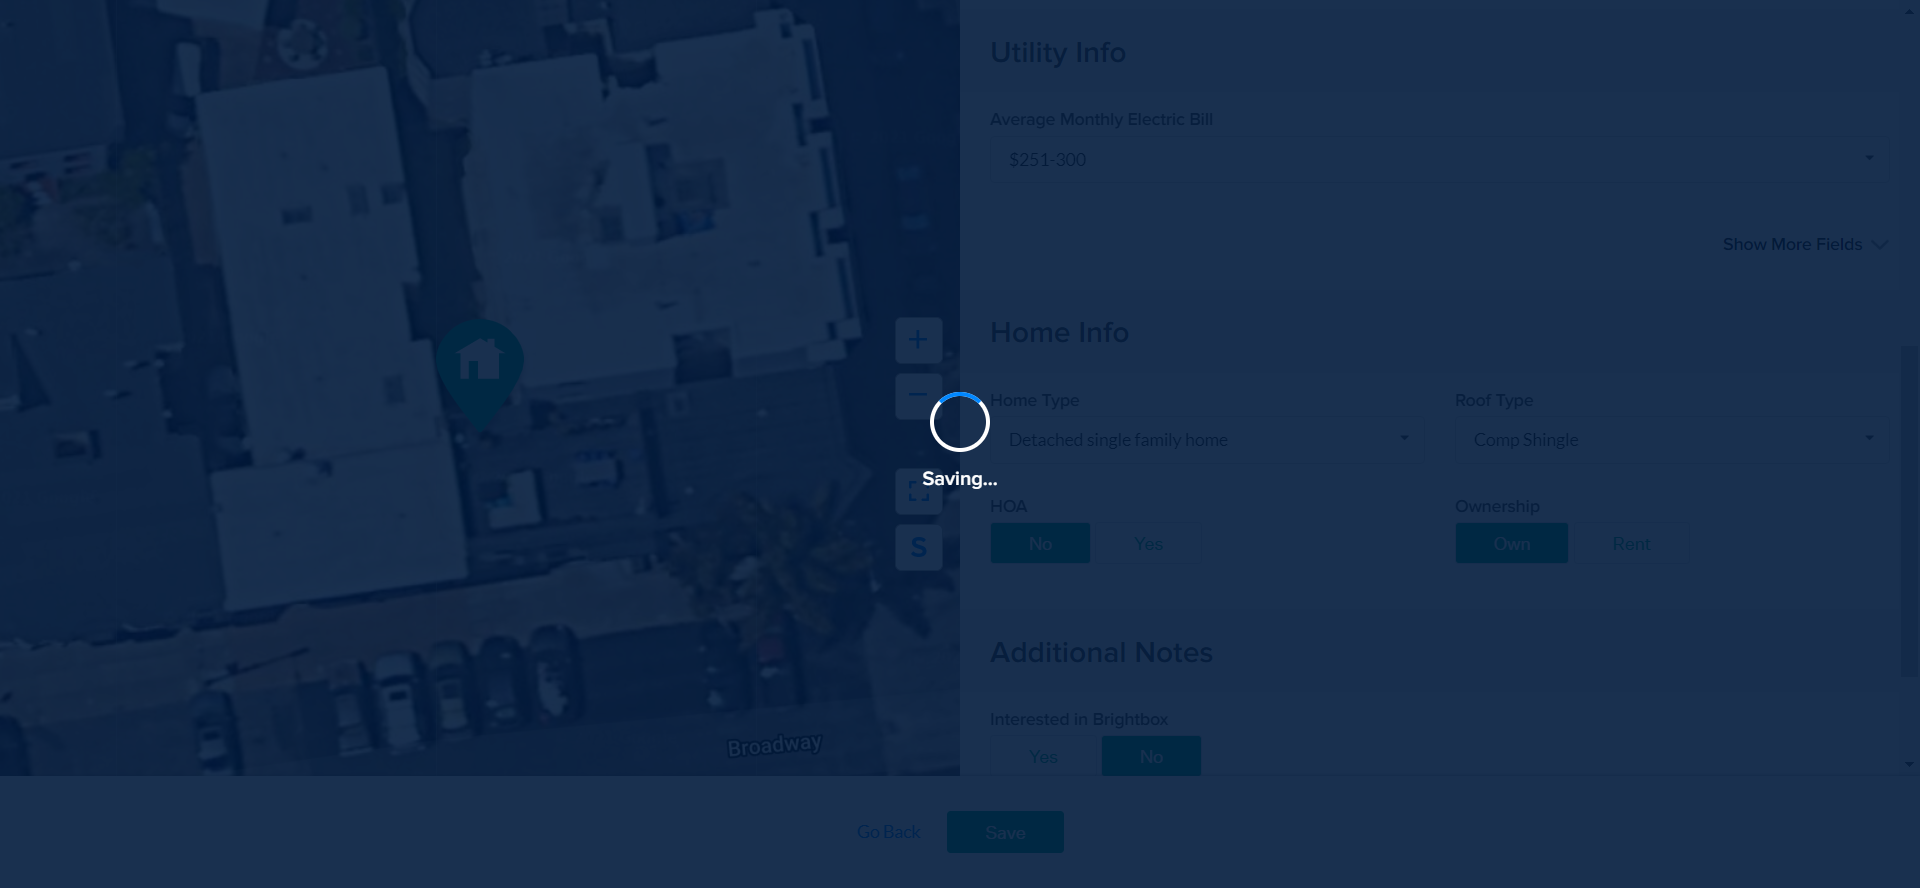 Utility Info
Average Monthly Electric Bill
$251-300
Show More Fields
Home Info
Home Type
Roof Type
Detached single family home
Comp Shingle
HOA
Ownership
No
Yes
Own
Rent
Additional Notes
Interested in Brightbox
Yes
No
+
−
S
Broadway
Saving...
Go Back
Save